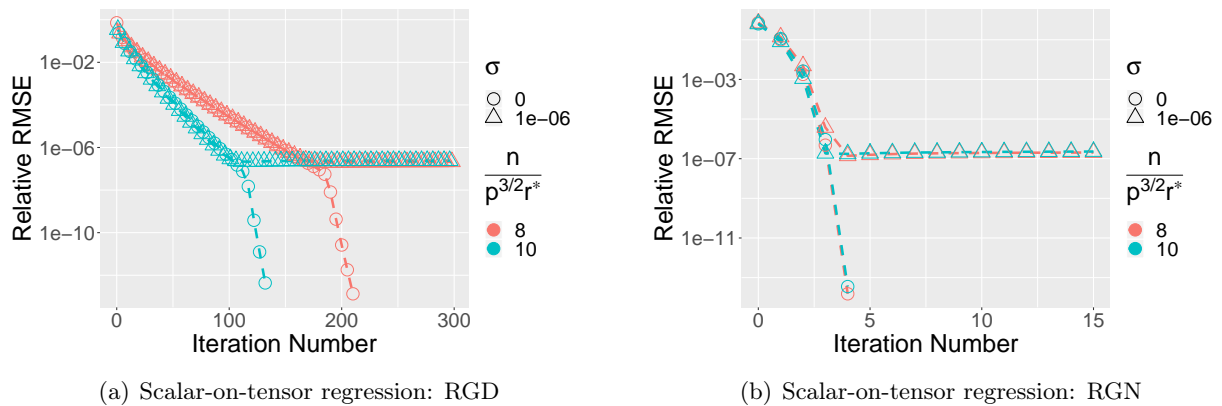 Relative RMSE
1e−02
1e−06
1e−10
0 100 200 300
Iteration Number
σ
0
1e−06
n
p^{3/2}r^*
8
10
(a) Scalar-on-tensor regression: RGD
Relative RMSE
1e−03
1e−07
1e−11
0 5 10 15
Iteration Number
σ
0
1e−06
n
p^{3/2}r^*
8
10
(b) Scalar-on-tensor regression: RGN